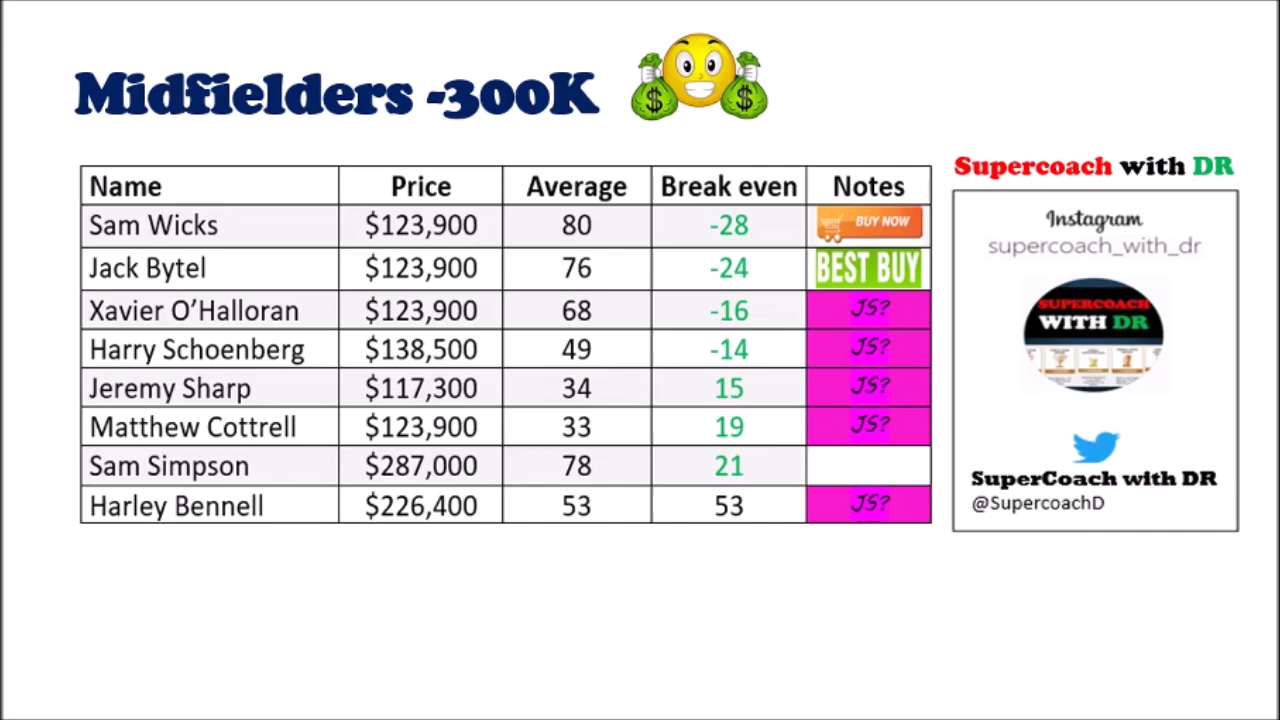 Midfielders -300K
Supercoach with DR
Name Price Average Break even Notes
Sam Wicks $123,900 80 -28 BUY NOW
Jack Bytel $123,900 76 -24 BEST BUY
Xavier O’Halloran $123,900 68 -16 JS?
Harry Schoenberg $138,500 49 -14 JS?
Jeremy Sharp $117,300 34 15 JS?
Matthew Cottrell $123,900 33 19 JS?
Sam Simpson $287,000 78 21
Harley Bennell $226,400 53 53 JS?
Instagram
supercoach_with_dr
SUPERCOACH
WITH DR
SuperCoach with DR
@SupercoachD